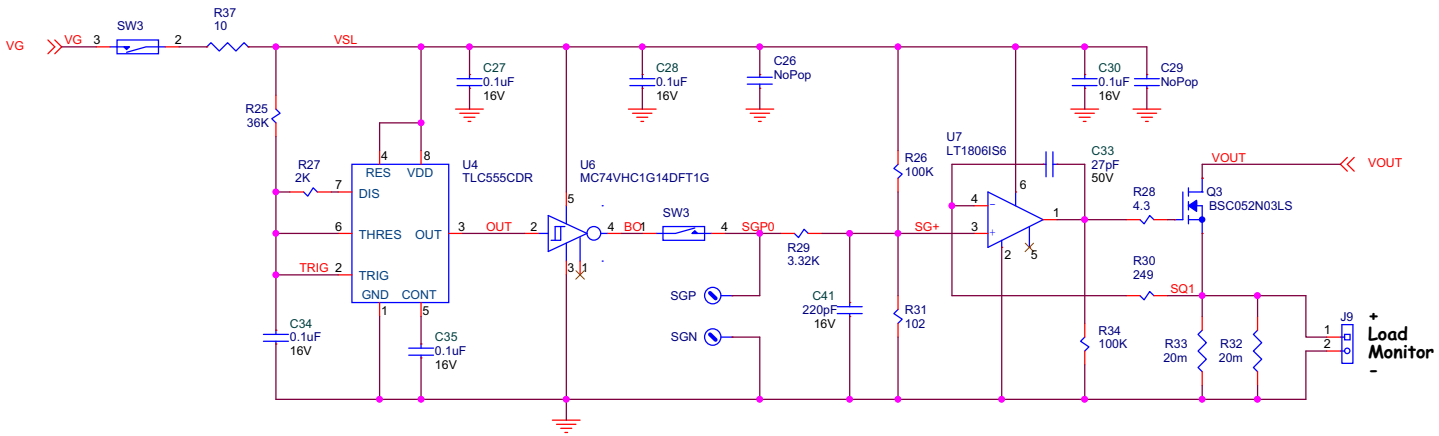 VG
VG
3
SW3
2
R37
10
VSL
C27
0.1uF
16V
C28
0.1uF
16V
C26
NoPop
C30
0.1uF
16V
C29
NoPop
R25
36K
R27
2K
4
8
RES
VDD
U4
TLC555CDR
7
DIS
6
THRES
OUT
3
OUT
TRIG
2
TRIG
GND
CONT
1
5
C34
0.1uF
16V
C35
0.1uF
16V
U6
MC74VHC1G14DFT1G
5
2
4
3
1
BO
1
SW3
4
SGP0
R29
3.32K
SGP
SGN
C41
220pF
16V
R26
100K
SG+
R31
102
U7
LT1806IS6
C33
27pF
50V
4
6
3
1
2
5
R28
4.3
R30
249
SQ1
R34
100K
VOUT
VOUT
Q3
BSC052N03LS
R33
20m
R32
20m
J9
1
2
+
Load
Monitor
-